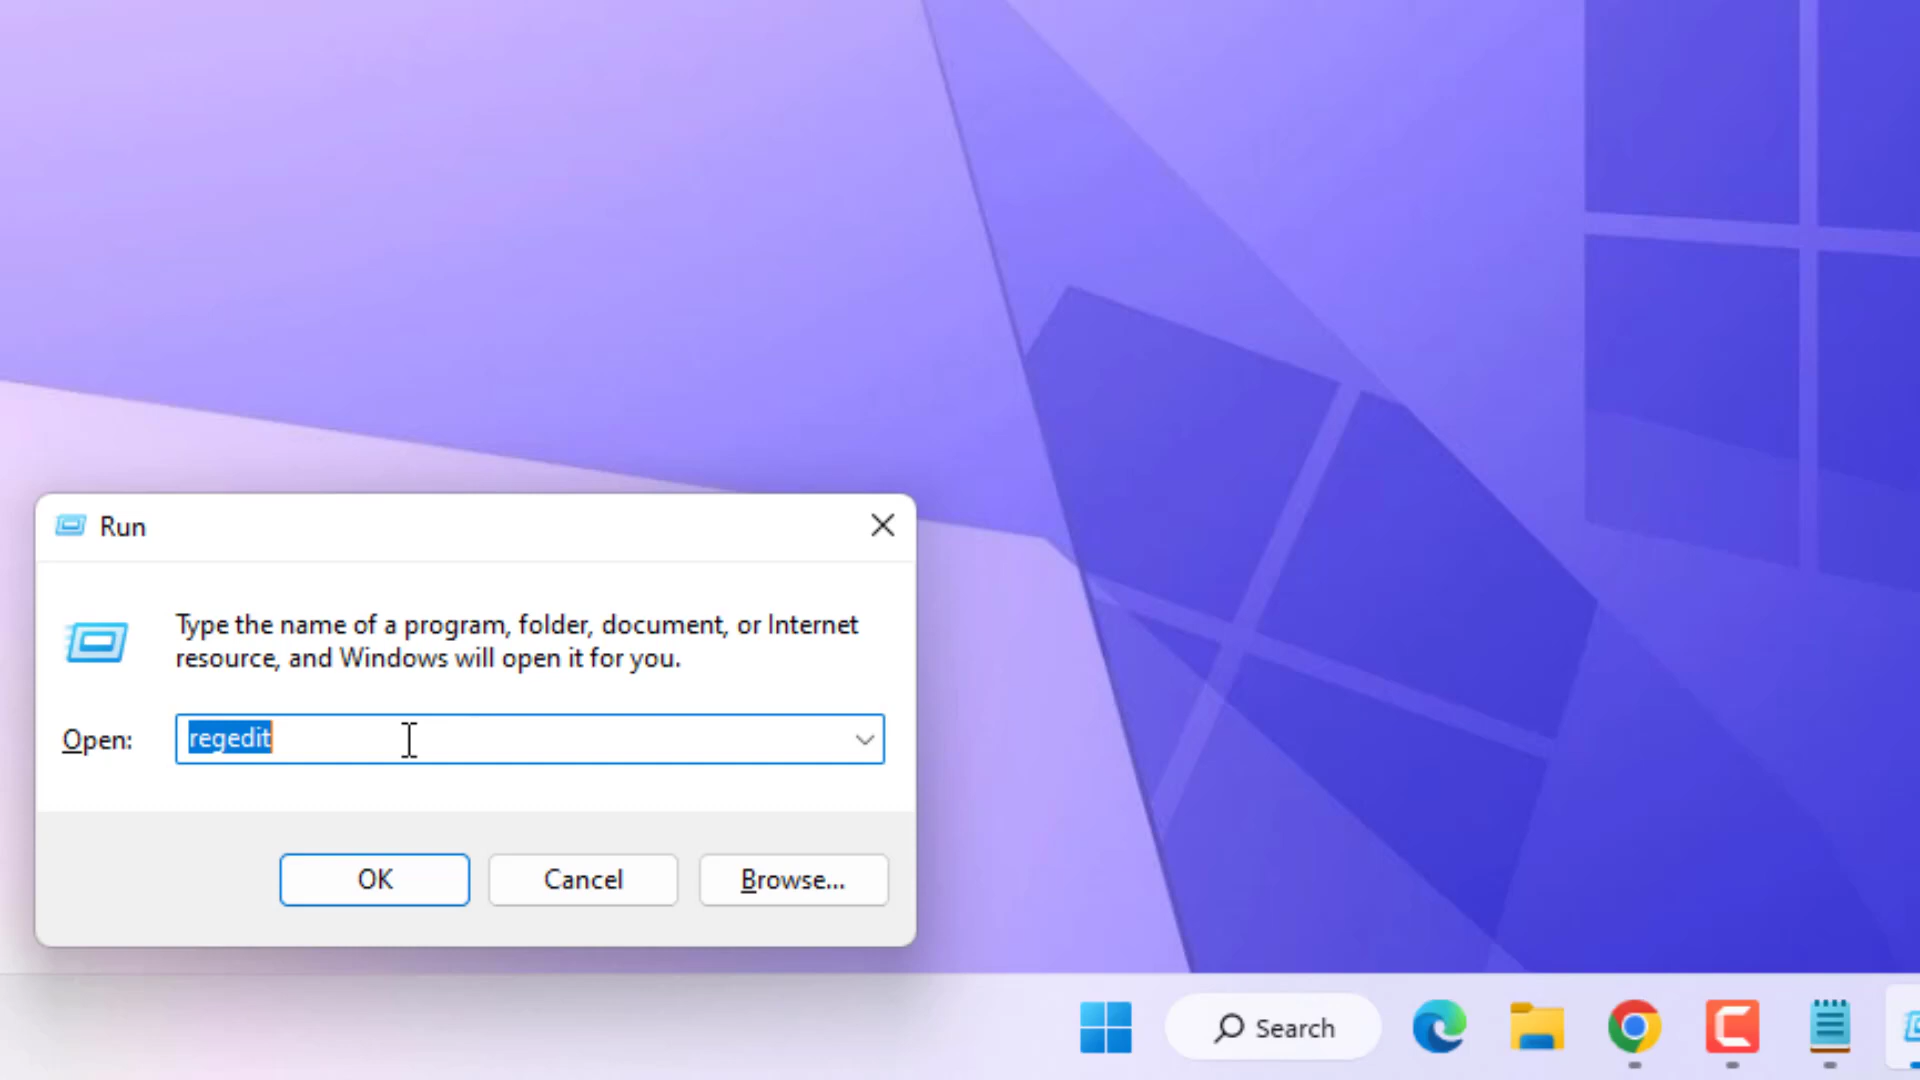 Run
Type the name of a program, folder, document, or Internet
resource, and Windows will open it for you.
Open:
regedit
OK
Cancel
Browse...
Search